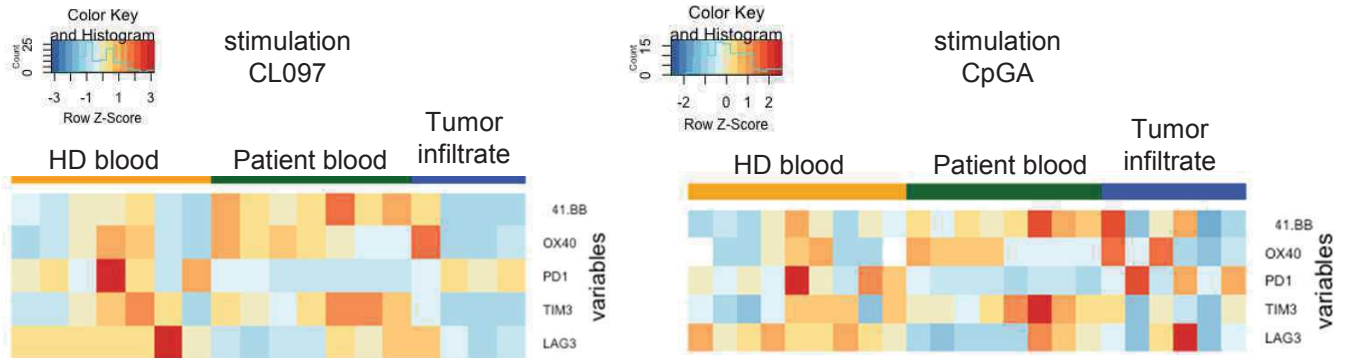 Color Key
and Histogram
Count
0
25
-3 -1 1 3
Row Z-Score
stimulation
CL097
HD blood
Patient blood
Tumor
infiltrate
41.BB
OX40
PD1
TIM3
LAG3
variables
Color Key
and Histogram
Count
0
15
-2 0 1 2
Row Z-Score
stimulation
CpGA
HD blood
Patient blood
Tumor
infiltrate
41.BB
OX40
PD1
TIM3
LAG3
variables